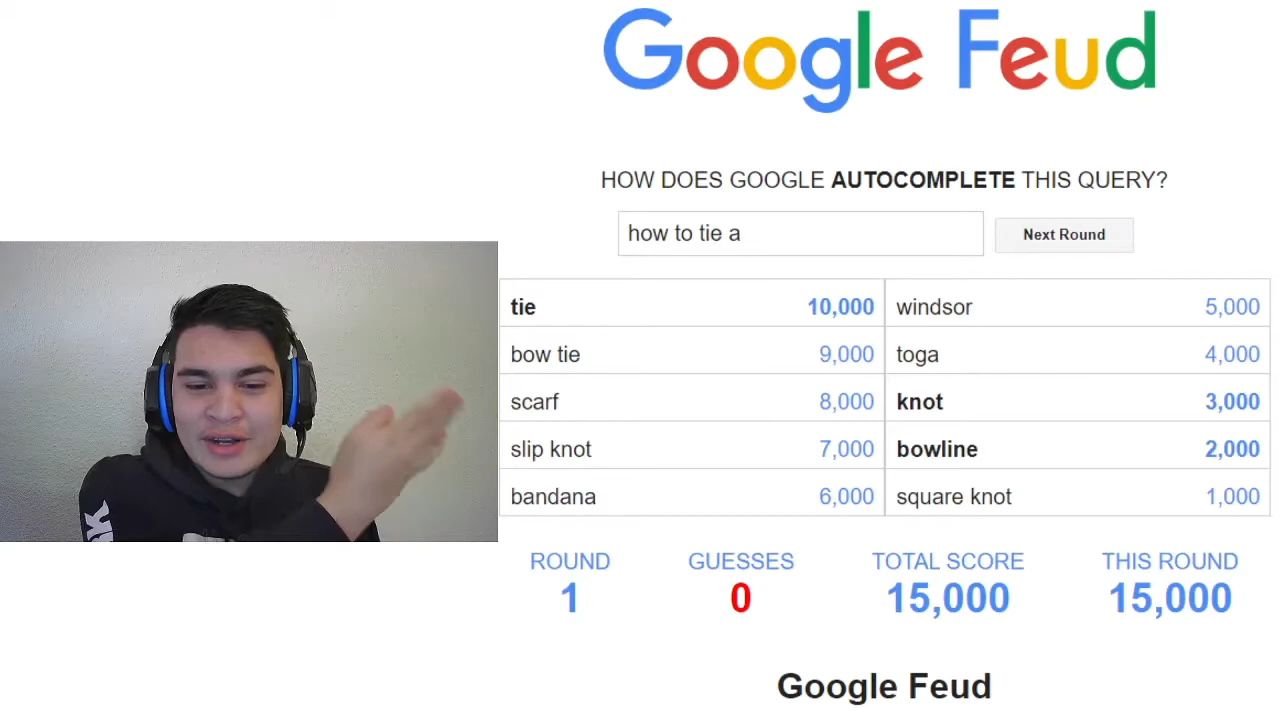 Google Feud
HOW DOES GOOGLE AUTOCOMPLETE THIS QUERY?
how to tie a
Next Round
tie 10,000
bow tie 9,000
scarf 8,000
slip knot 7,000
bandana 6,000
windsor 5,000
toga 4,000
knot 3,000
bowline 2,000
square knot 1,000
ROUND
1
GUESSES
0
TOTAL SCORE
15,000
THIS ROUND
15,000
Google Feud